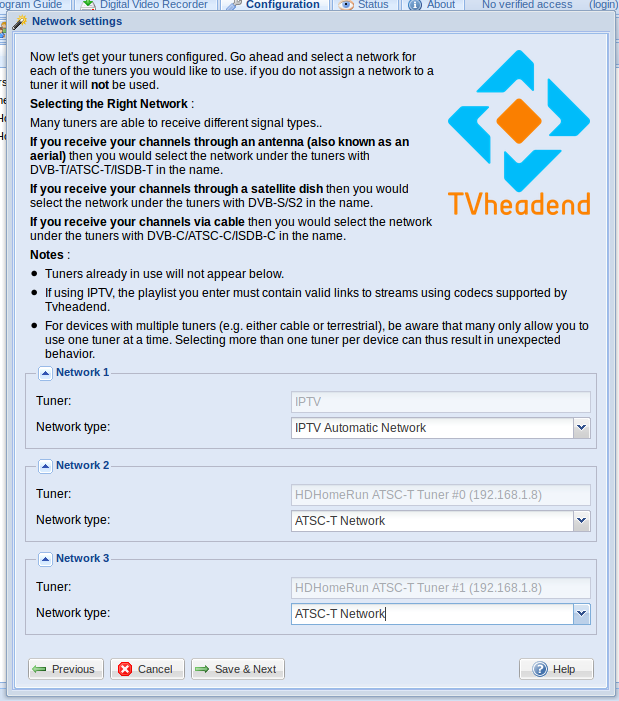 ogram Guide Digital Video Recorder Configuration Status About No verified access (login)
Network settings
Now let's get your tuners configured. Go ahead and select a network for
each of the tuners you would like to use. if you do not assign a network to a
tuner it will not be used.
Selecting the Right Network :
Many tuners are able to receive different signal types..
If you receive your channels through an antenna (also known as an
aerial) then you would select the network under the tuners with
DVB-T/ATSC-T/ISDB-T in the name.
If you receive your channels through a satellite dish then you would
select the network under the tuners with DVB-S/S2 in the name.
If you receive your channels via cable then you would select the network
under the tuners with DVB-C/ATSC-C/ISDB-C in the name.
TVheadend
Notes :
• Tuners already in use will not appear below.
• If using IPTV, the playlist you enter must contain valid links to streams using codecs supported by
Tvheadend.
• For devices with multiple tuners (e.g. either cable or terrestrial), be aware that many only allow you to
use one tuner at a time. Selecting more than one tuner per device can thus result in unexpected
behavior.
Network 1
Tuner: IPTV
Network type: IPTV Automatic Network
Network 2
Tuner: HDHomeRun ATSC-T Tuner #0 (192.168.1.8)
Network type: ATSC-T Network
Network 3
Tuner: HDHomeRun ATSC-T Tuner #1 (192.168.1.8)
Network type: ATSC-T Network
Previous Cancel Save & Next Help